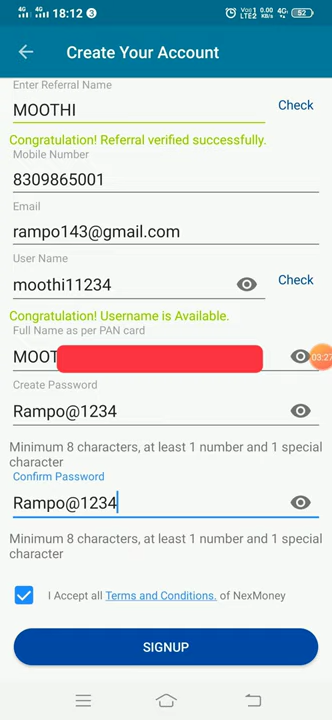 4G 4G 18:12 3 Vo) 1 LTE2 0.00 KB/s 4G 52
Create Your Account
Enter Referral Name
MOOTHI Check
Congratulation! Referral verified successfully.
Mobile Number
8309865001
Email
rampo143@gmail.com
User Name
moothi11234 Check
Congratulation! Username is Available.
Full Name as per PAN card
MOOT 03:27
Create Password
Rampo@1234
Minimum 8 characters, at least 1 number and 1 special
character
Confirm Password
Rampo@1234
Minimum 8 characters, at least 1 number and 1 special
character
I Accept all Terms and Conditions. of NexMoney
SIGNUP